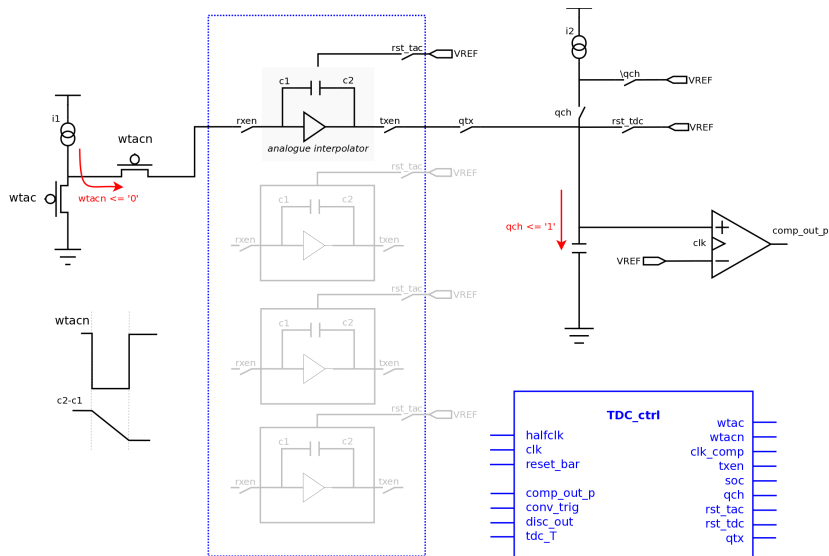 i2
rst_tac
VREF
c1
c2
\qch
VREF
i1
qch
rxen
txen
qtx
rst_tdc
VREF
wtacn
analogue interpolator
rst_tac
VREF
wtac
wtacn <= '0'
c1
c2
qch <= '1'
comp_out_p
rxen
txen
clk
VREF
rst_tac
VREF
wtacn
c1
c2
rxen
txen
c2-c1
rst_tac
VREF
TDC_ctrl
halfclk
clk
reset_bar
comp_out_p
conv_trig
disc_out
tdc_T
wtac
wtacn
clk_comp
txen
soc
qch
rst_tac
rst_tdc
qtx
c1
c2
rxen
txen